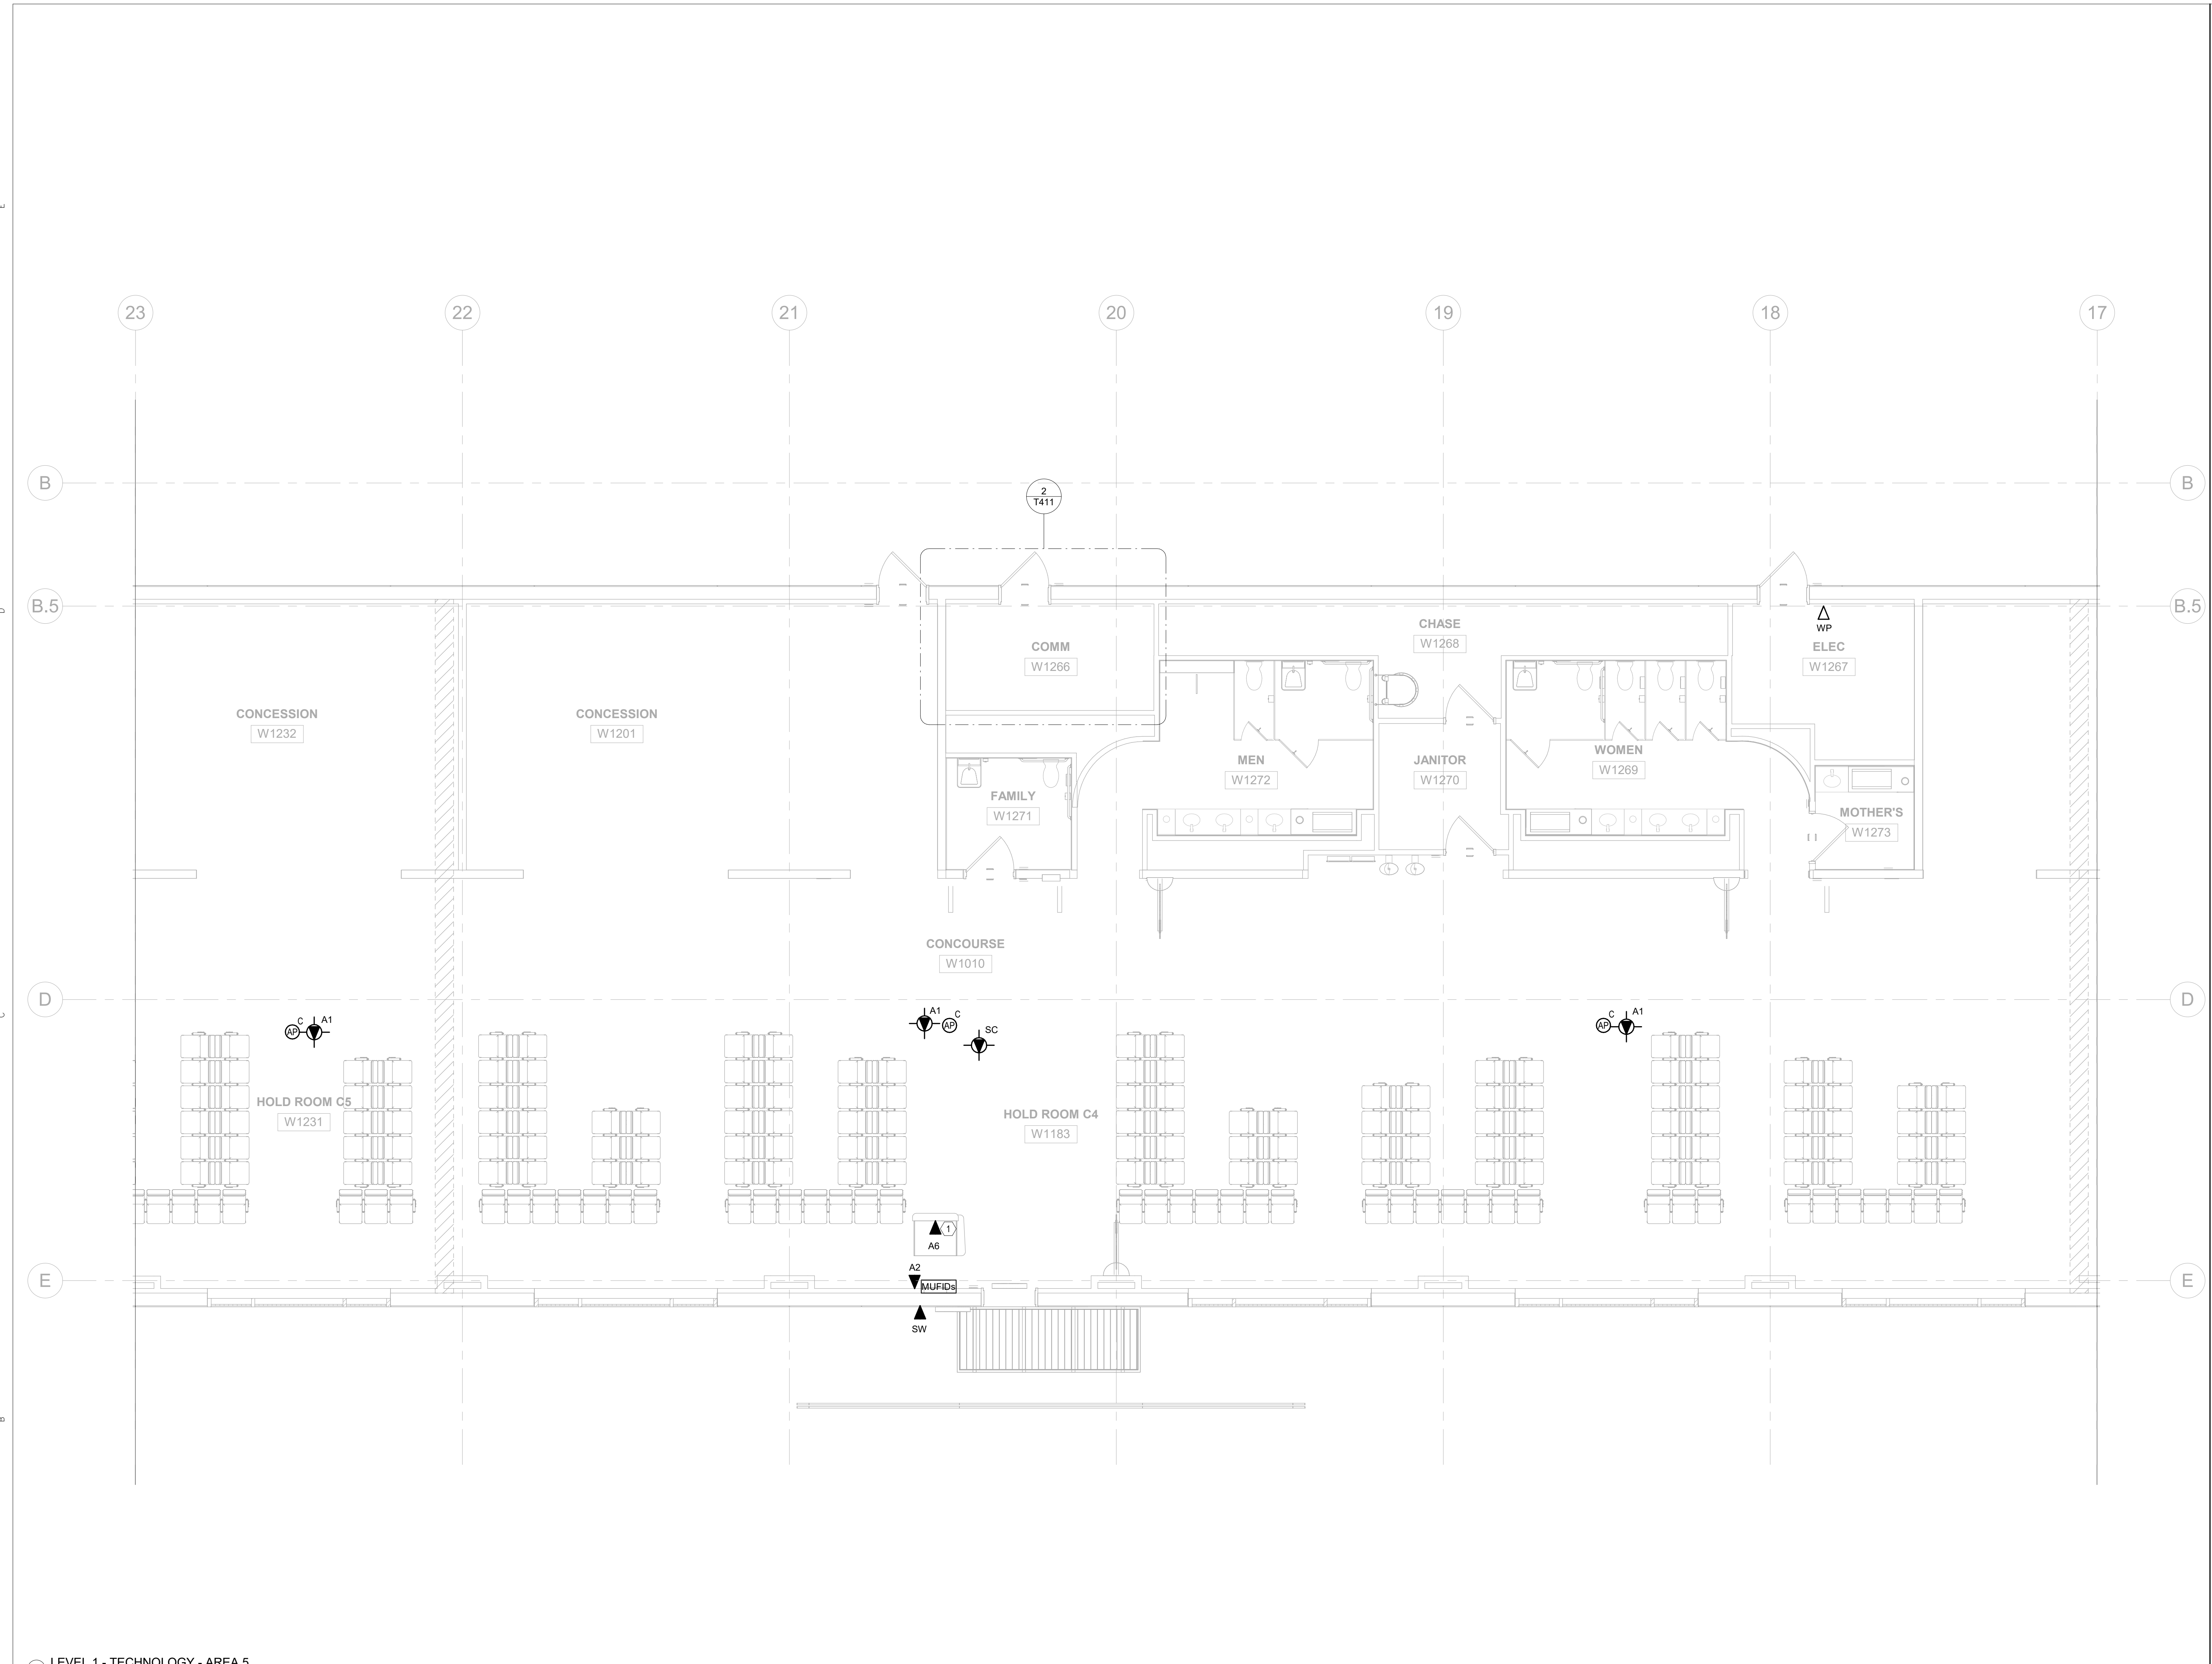 23
22
21
20
19
18
17
B
B
2
T411
B.5
B.5
WP
CHASE
W1268
COMM
W1266
ELEC
W1267
CONCESSION
W1232
CONCESSION
W1201
WOMEN
W1269
MEN
W1272
JANITOR
W1270
FAMILY
W1271
MOTHER'S
W1273
CONCOURSE
W1010
D
D
AP
C
A1
A1
AP
C
SC
AP
C
A1
HOLD ROOM C5
W1231
HOLD ROOM C4
W1183
1
A6
A2
MUFIDs
E
E
SW
E
D
C
B
LEVEL 1 - TECHNOLOGY - AREA 5